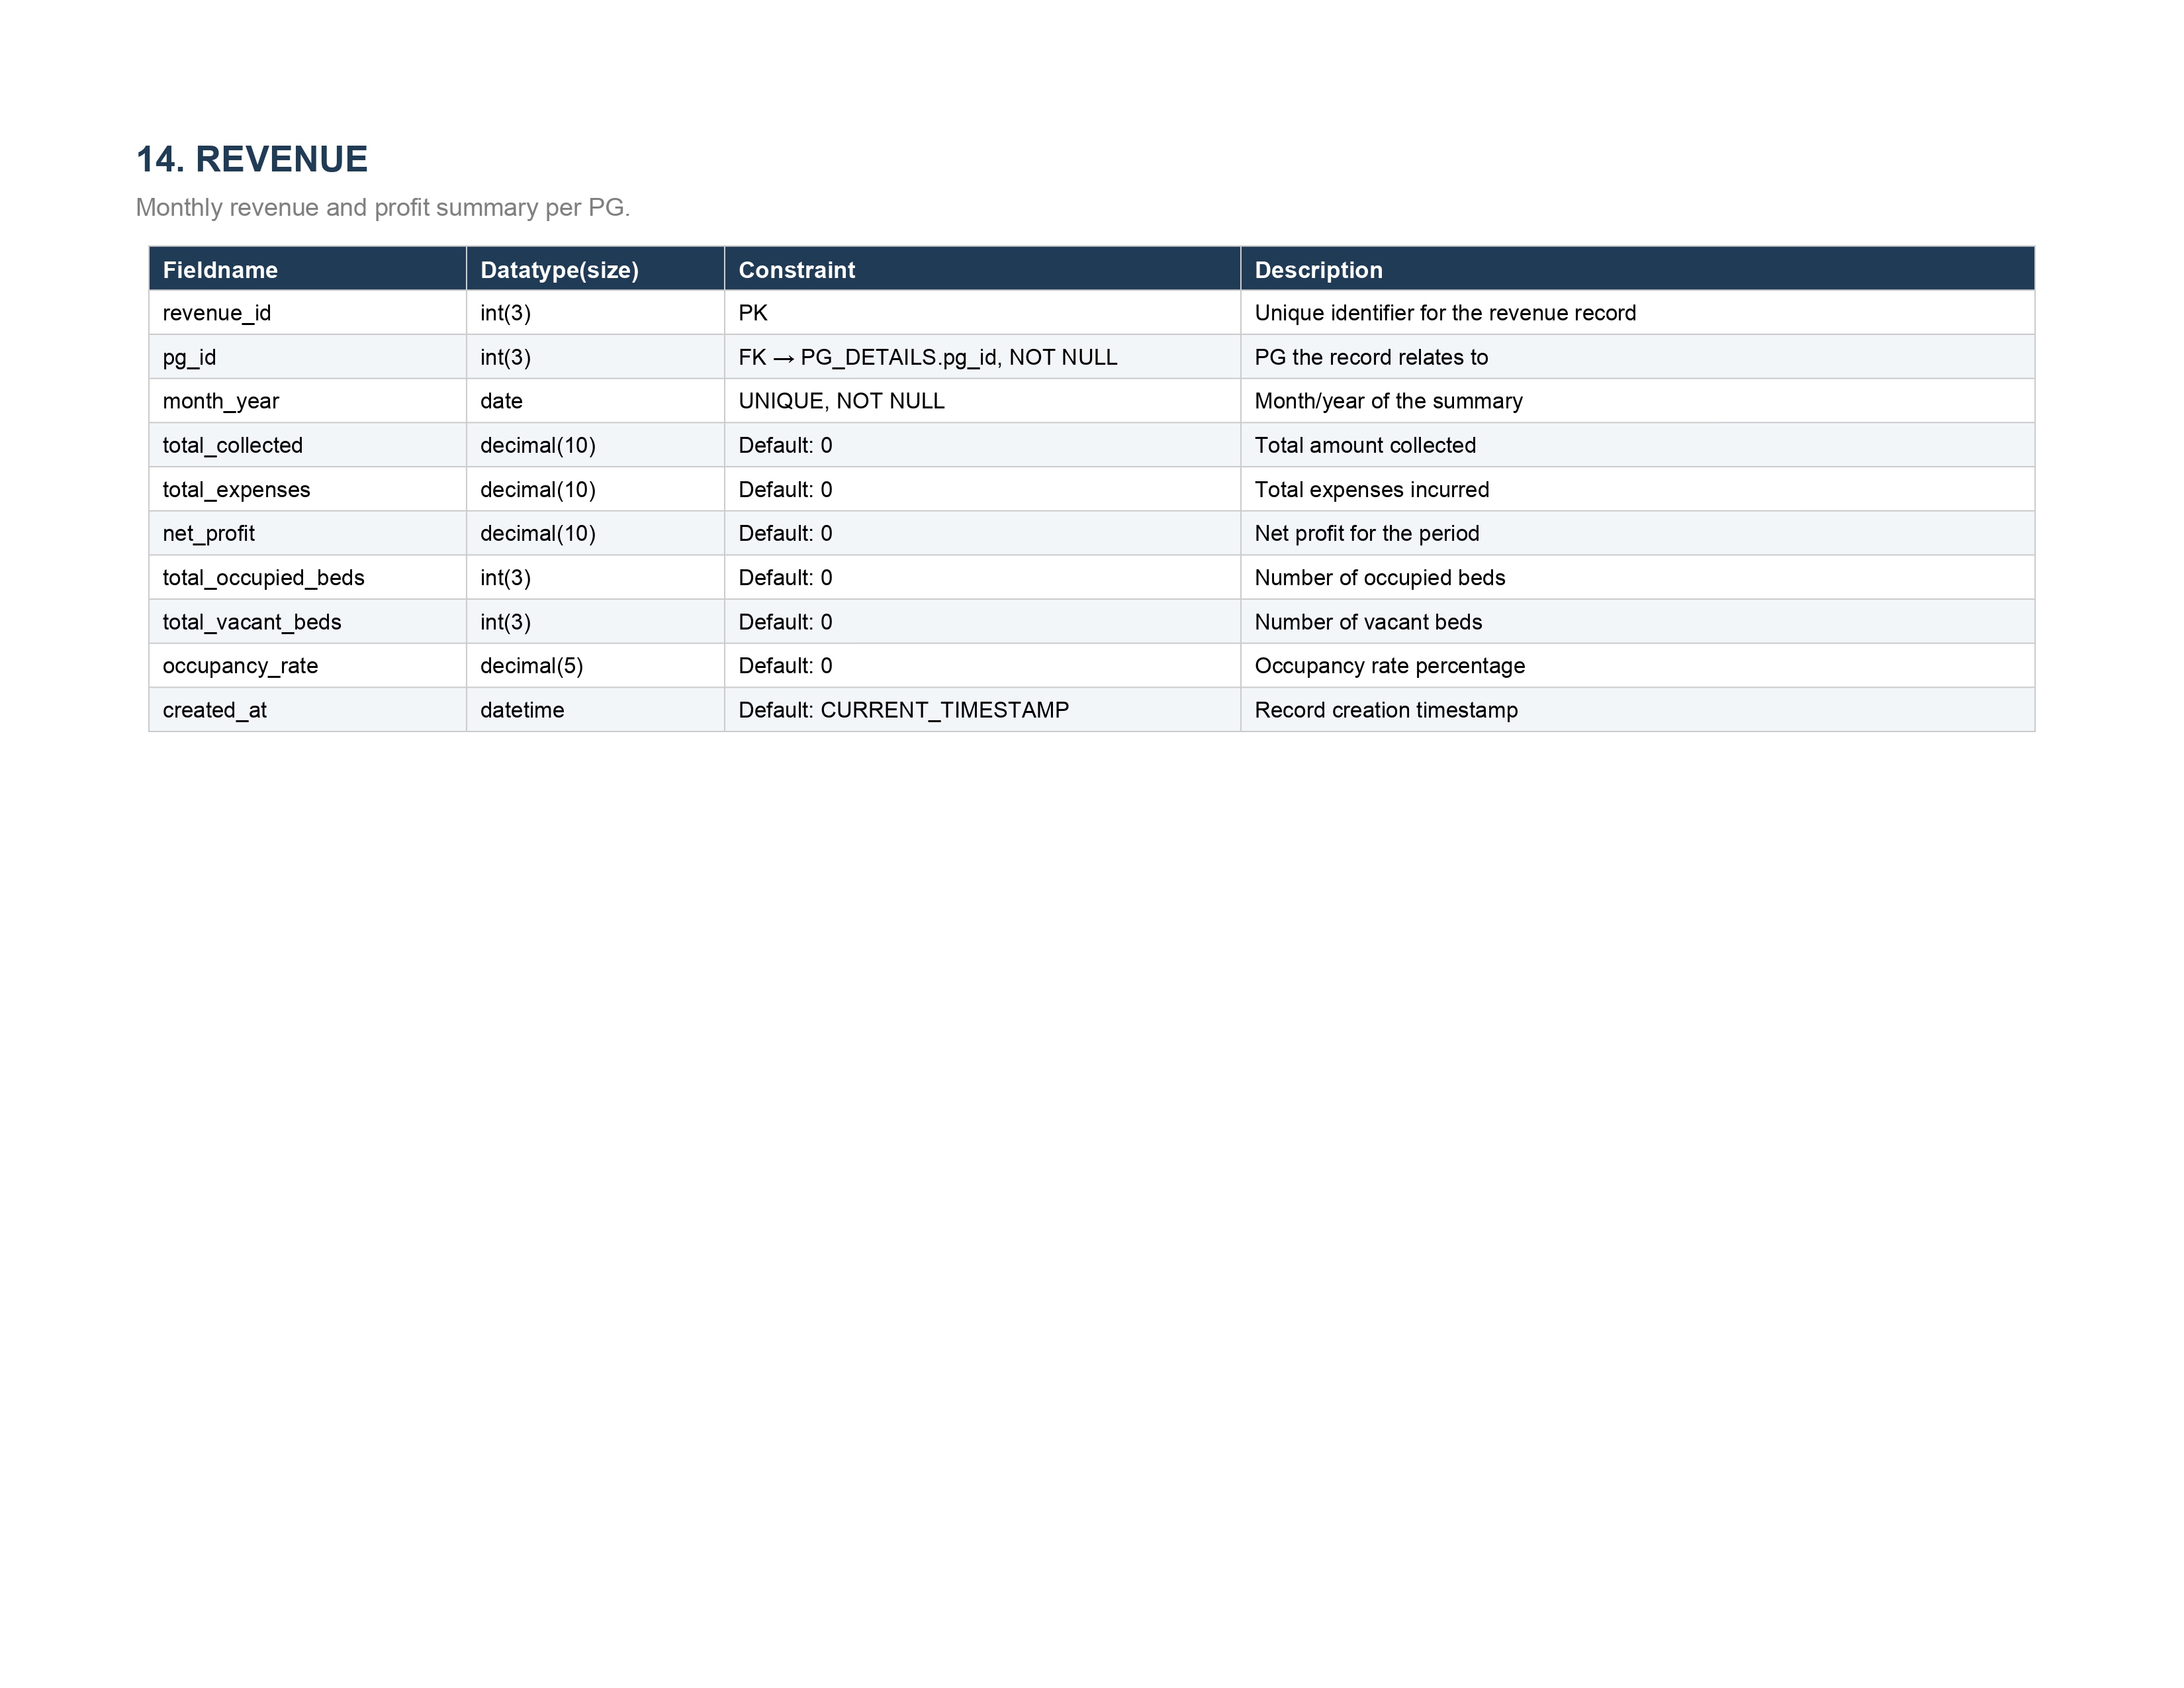 14. REVENUE
Monthly revenue and profit summary per PG.
Fieldname Datatype(size) Constraint Description
revenue_id int(3) PK Unique identifier for the revenue record
pg_id int(3) FK → PG_DETAILS.pg_id, NOT NULL PG the record relates to
month_year date UNIQUE, NOT NULL Month/year of the summary
total_collected decimal(10) Default: 0 Total amount collected
total_expenses decimal(10) Default: 0 Total expenses incurred
net_profit decimal(10) Default: 0 Net profit for the period
total_occupied_beds int(3) Default: 0 Number of occupied beds
total_vacant_beds int(3) Default: 0 Number of vacant beds
occupancy_rate decimal(5) Default: 0 Occupancy rate percentage
created_at datetime Default: CURRENT_TIMESTAMP Record creation timestamp